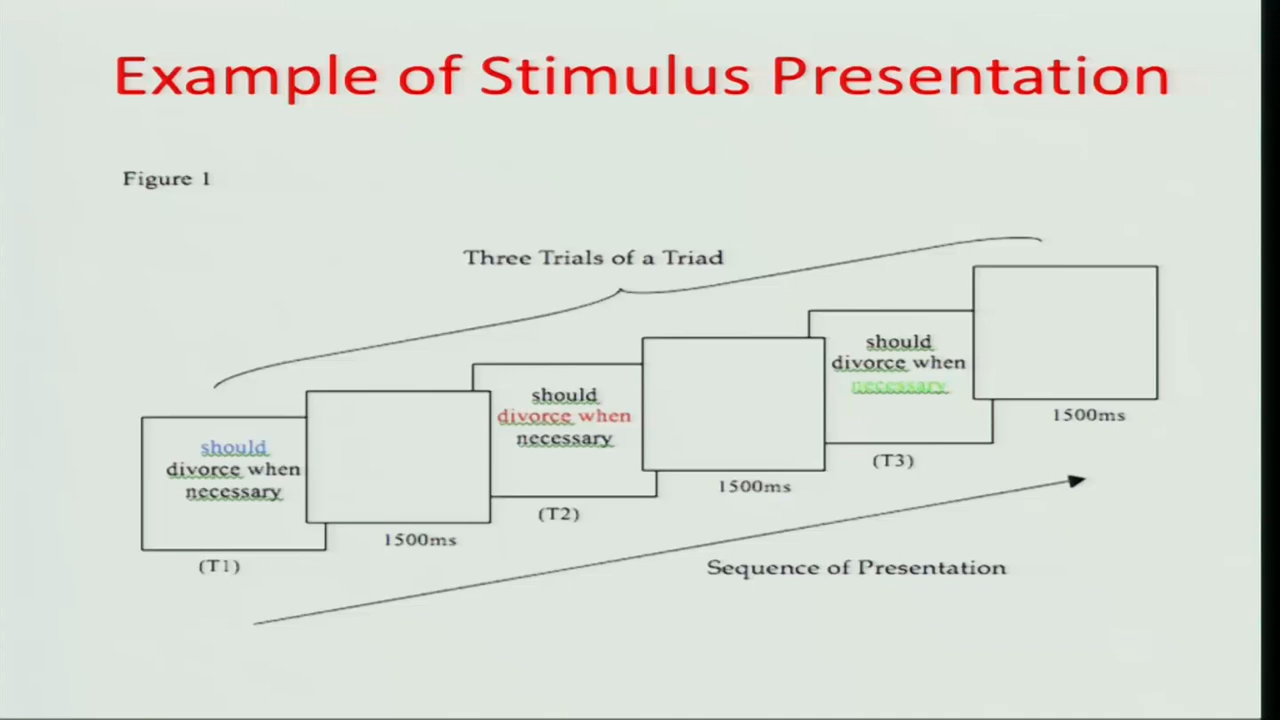 Example of Stimulus Presentation
Figure 1
Three Trials of a Triad
should
divorce when
necessary
(T1)
1500ms
should
divorce when
necessary
(T2)
1500ms
should
divorce when
necessary
(T3)
1500ms
Sequence of Presentation